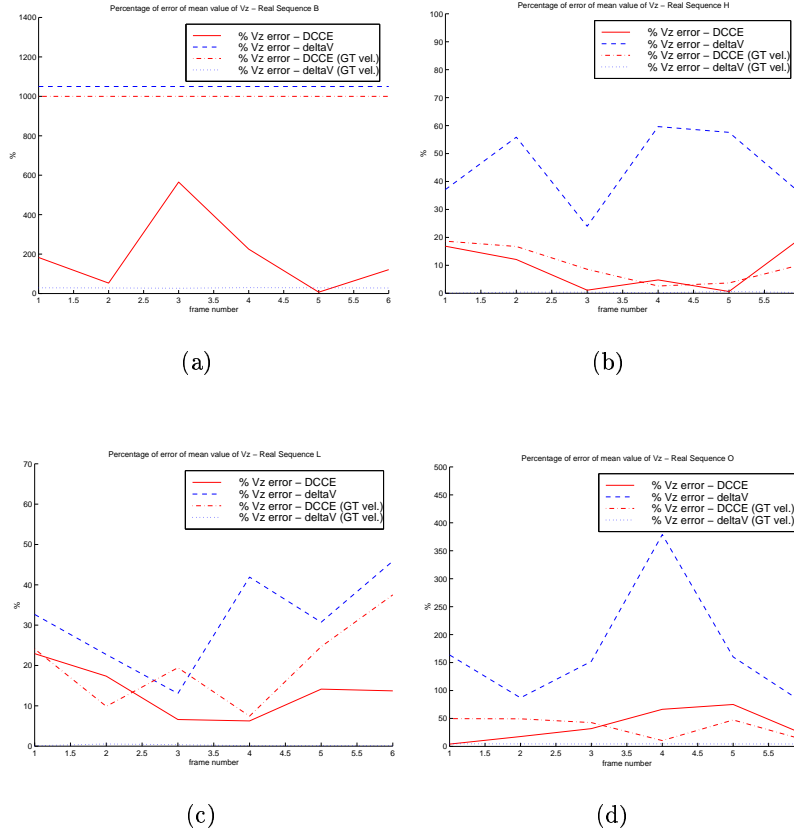 Percentage of error of mean value of Vz – Real Sequence B
1400
1200
1000
800
600
400
200
0
%
1 1.5 2 2.5 3 3.5 4 4.5 5 5.5 6
frame number
% Vz error – DCCE
% Vz error – deltaV
% Vz error – DCCE (GT vel.)
% Vz error – deltaV (GT vel.)
(a)
Percentage of error of mean value of Vz – Real Sequence H
100
90
80
70
60
50
40
30
20
10
0
%
1 1.5 2 2.5 3 3.5 4 4.5 5 5.5
frame number
% Vz error – DCCE
% Vz error – deltaV
% Vz error – DCCE (GT vel.)
% Vz error – deltaV (GT vel.)
(b)
Percentage of error of mean value of Vz – Real Sequence L
70
60
50
40
30
20
10
0
%
1 1.5 2 2.5 3 3.5 4 4.5 5 5.5 6
frame number
% Vz error – DCCE
% Vz error – deltaV
% Vz error – DCCE (GT vel.)
% Vz error – deltaV (GT vel.)
(c)
Percentage of error of mean value of Vz – Real Sequence O
500
450
400
350
300
250
200
150
100
50
0
%
1 1.5 2 2.5 3 3.5 4 4.5 5 5.5
frame number
% Vz error – DCCE
% Vz error – deltaV
% Vz error – DCCE (GT vel.)
% Vz error – deltaV (GT vel.)
(d)